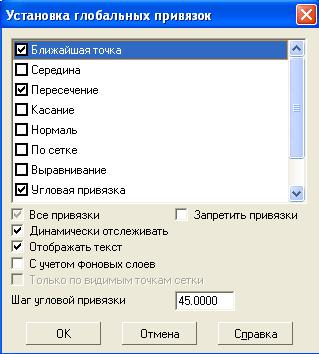 Установка глобальных привязок
Ближайшая точка
Середина
Пересечение
Касание
Нормаль
По сетке
Выравнивание
Угловая привязка
Все привязки Запретить привязки
Динамически отслеживать
Отображать текст
С учетом фоновых слоев
Только по видимым точкам сетки
Шаг угловой привязки 45.0000
OK Отмена Справка